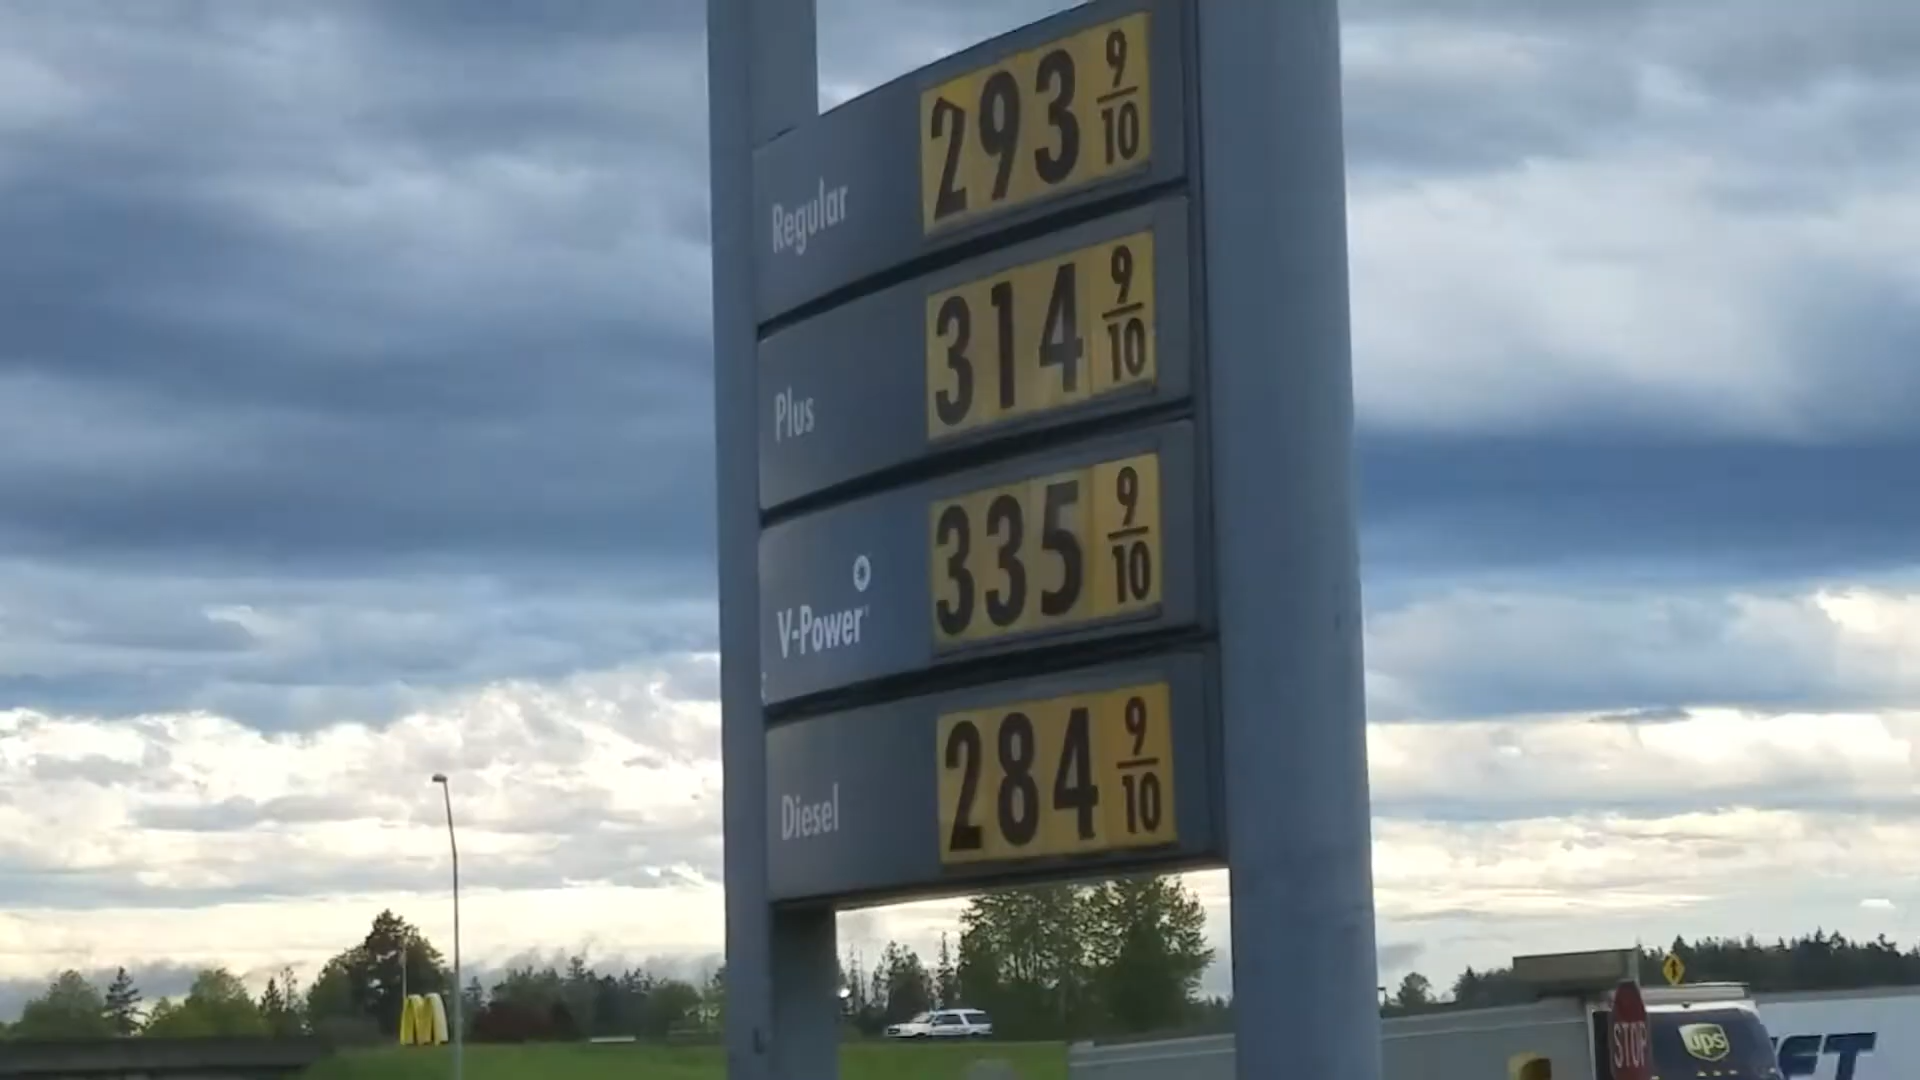 Regular 293 9/10
Plus 314 9/10
V-Power 335 9/10
Diesel 284 9/10
STOP
ups